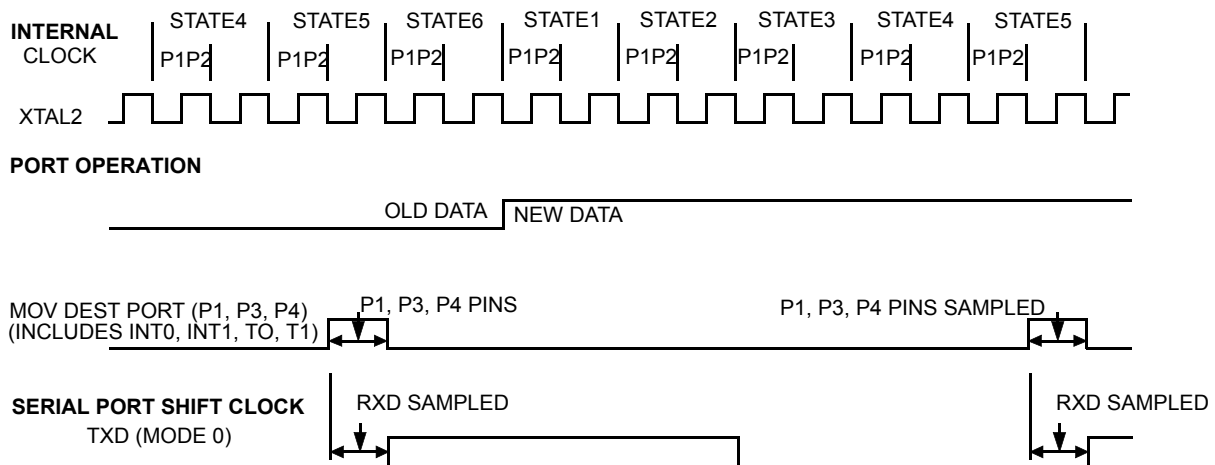 INTERNAL CLOCK
STATE4 STATE5 STATE6 STATE1 STATE2 STATE3 STATE4 STATE5
P1P2 P1P2 P1P2 P1P2 P1P2 P1P2 P1P2 P1P2
XTAL2
PORT OPERATION
OLD DATA NEW DATA
MOV DEST PORT (P1, P3, P4)
(INCLUDES INT0, INT1, TO, T1)
P1, P3, P4 PINS
P1, P3, P4 PINS SAMPLED
SERIAL PORT SHIFT CLOCK
TXD (MODE 0)
RXD SAMPLED
RXD SAMPLED